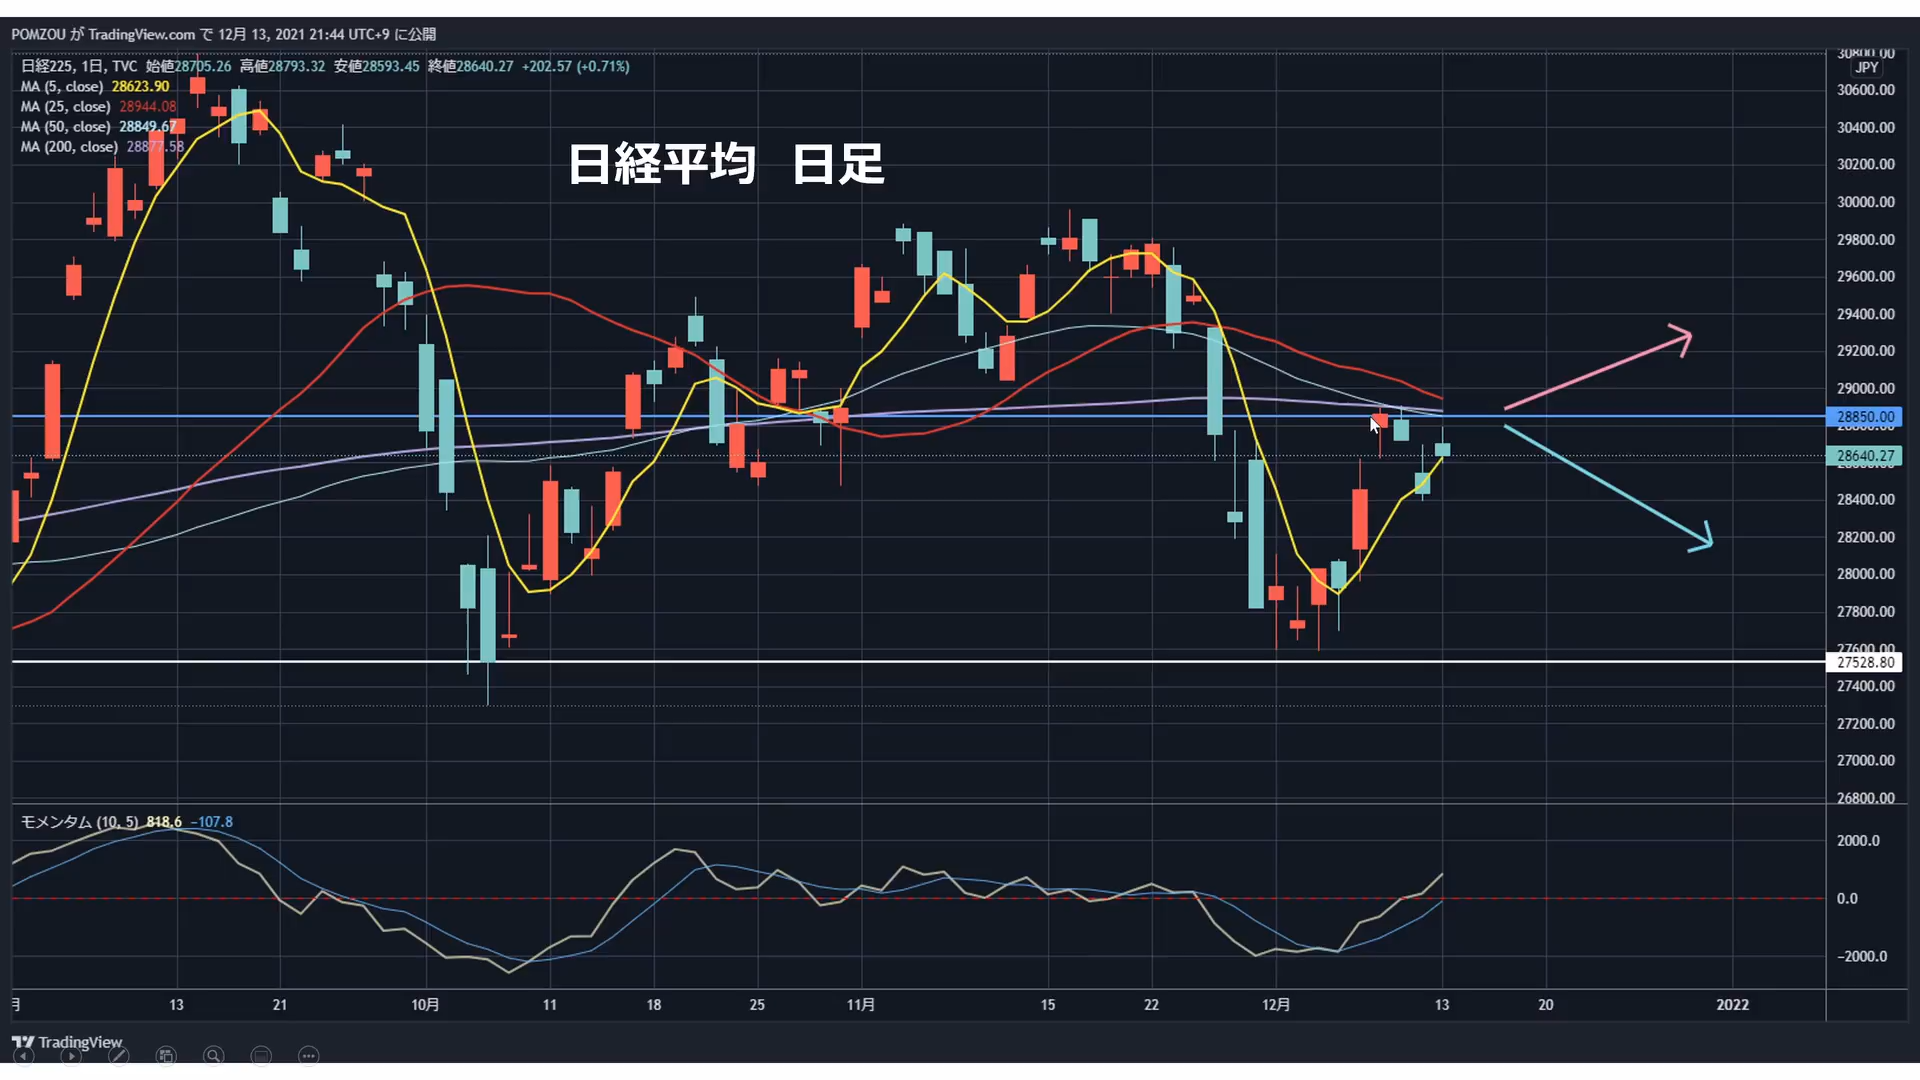 POMZOU が TradingView.com で 12月 13, 2021 21:44 UTC+9 に公開
日経225, 1日, TVC 始値28705.26 高値28793.32 安値28593.45 終値28640.27 +202.57 (+0.71%)
MA (5, close) 28623.90
MA (25, close) 28944.08
MA (50, close) 28849.67
MA (200, close) 28877.58
日経平均 日足
30800.00
JPY
30600.00
30400.00
30200.00
30000.00
29800.00
29600.00
29400.00
29200.00
29000.00
28850.00
28640.27
28400.00
28200.00
28000.00
27800.00
27600.00
27528.80
27400.00
27200.00
27000.00
26800.00
モメンタム (10, 5) 818.6 −107.8
2000.0
0.0
−2000.0
月 13 21 10月 11 18 25 11月 15 22 12月 13 20 2022
TradingView